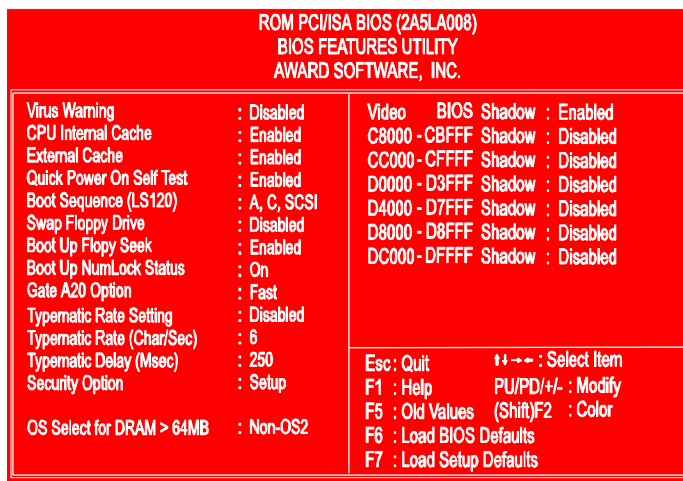 ROM PCI/ISA BIOS (2A5LA008)
BIOS FEATURES UTILITY
AWARD SOFTWARE, INC.
Virus Warning : Disabled
CPU Internal Cache : Enabled
External Cache : Enabled
Quick Power On Self Test : Enabled
Boot Sequence (LS120) : A, C, SCSI
Swap Floppy Drive : Disabled
Boot Up Flopy Seek : Enabled
Boot Up NumLock Status : On
Gate A20 Option : Fast
Typematic Rate Setting : Disabled
Typematic Rate (Char/Sec) : 6
Typematic Delay (Msec) : 250
Security Option : Setup
OS Select for DRAM > 64MB : Non-OS2
Video BIOS Shadow : Enabled
C8000 - CBFFF Shadow : Disabled
CC000 - CFFFF Shadow : Disabled
D0000 - D3FFF Shadow : Disabled
D4000 - D7FFF Shadow : Disabled
D8000 - D8FFF Shadow : Disabled
DC000 - DFFFF Shadow : Disabled
Esc : Quit ↑↓→← : Select Item
F1 : Help PU/PD/+/- : Modify
F5 : Old Values (Shift)F2 : Color
F6 : Load BIOS Defaults
F7 : Load Setup Defaults